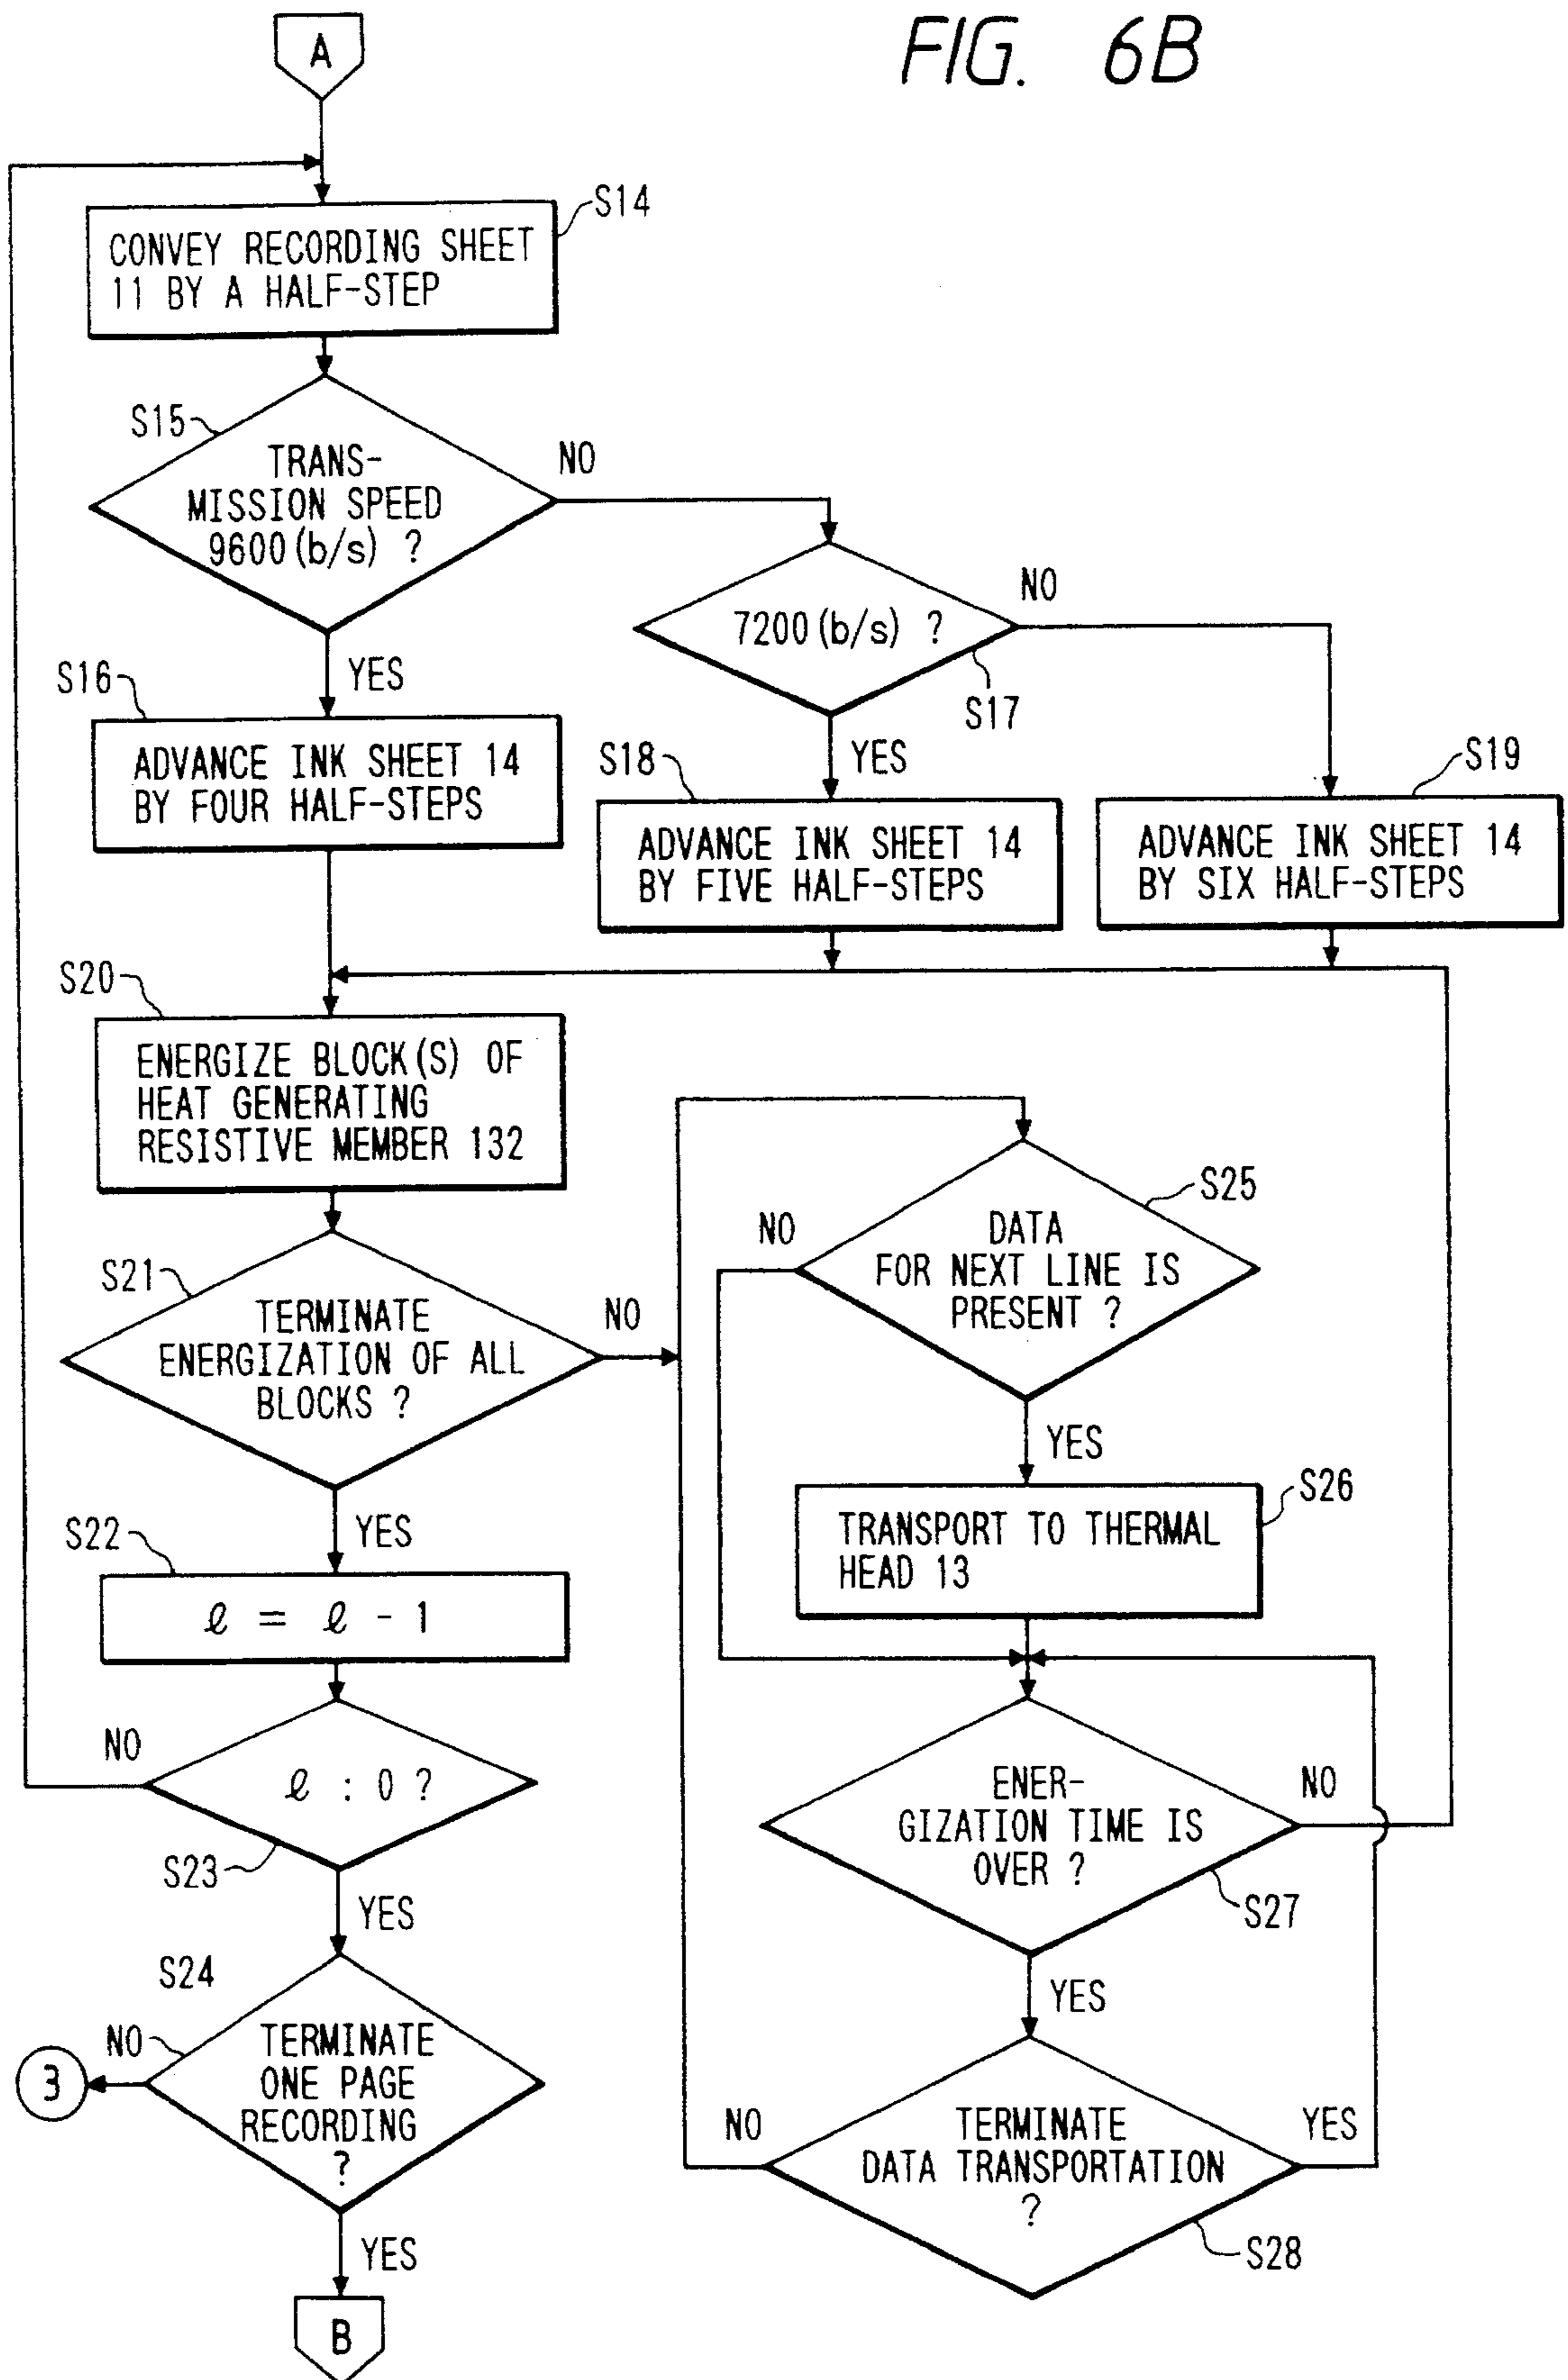 FIG. 6B
A
S14
CONVEY RECORDING SHEET
11 BY A HALF-STEP
S15
TRANS-
MISSION SPEED
9600 (b/s) ?
NO
YES
7200 (b/s) ?
NO
S17
YES
S16
ADVANCE INK SHEET 14
BY FOUR HALF-STEPS
S18
ADVANCE INK SHEET 14
BY FIVE HALF-STEPS
S19
ADVANCE INK SHEET 14
BY SIX HALF-STEPS
S20
ENERGIZE BLOCK(S) OF
HEAT GENERATING
RESISTIVE MEMBER 132
S21
TERMINATE
ENERGIZATION OF ALL
BLOCKS ?
NO
YES
S22
ℓ = ℓ - 1
NO
ℓ : 0 ?
S23
YES
S24
NO
TERMINATE
ONE PAGE
RECORDING
?
3
YES
B
S25
NO
DATA
FOR NEXT LINE IS
PRESENT ?
YES
S26
TRANSPORT TO THERMAL
HEAD 13
ENER-
GIZATION TIME IS
OVER ?
NO
S27
YES
NO
TERMINATE
DATA TRANSPORTATION
?
YES
S28